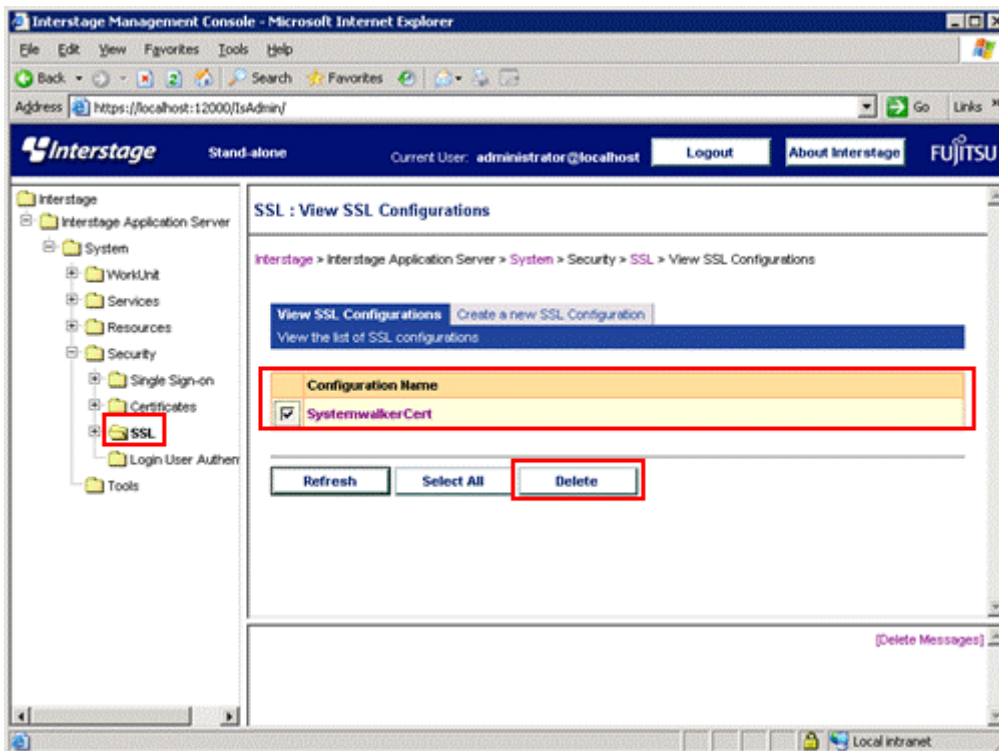 Interstage Management Console - Microsoft Internet Explorer
File Edit View Favorites Tools Help
Back Search Favorites
Address https://localhost:12000/IsAdmin/ Go Links »
Interstage Stand-alone Current User: administrator@localhost Logout About Interstage FUJITSU
Interstage
Interstage Application Server
System
WorkUnit
Services
Resources
Security
Single Sign-on
Certificates
SSL
Login User Authen
Tools
SSL : View SSL Configurations
Interstage > Interstage Application Server > System > Security > SSL > View SSL Configurations
View SSL Configurations Create a new SSL Configuration
View the list of SSL configurations
Configuration Name
SystemwalkerCert
Refresh Select All Delete
[Delete Messages]
Local intranet